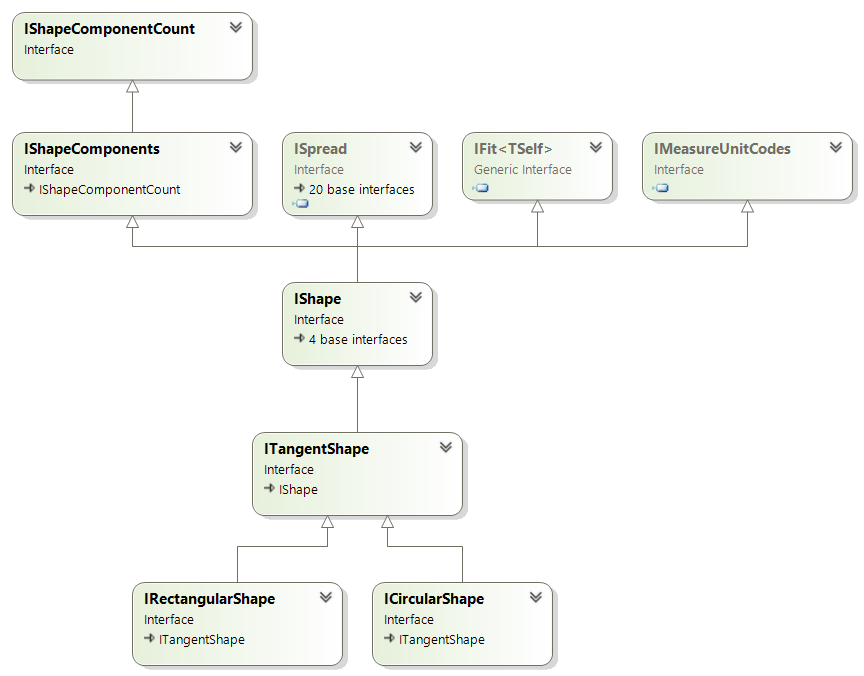 IShapeComponentCount
Interface
IShapeComponents
Interface
IShapeComponentCount
ISpread
Interface
20 base interfaces
IFit<TSelf>
Generic Interface
IMeasureUnitCodes
Interface
IShape
Interface
4 base interfaces
ITangentShape
Interface
IShape
IRectangularShape
Interface
ITangentShape
ICircularShape
Interface
ITangentShape